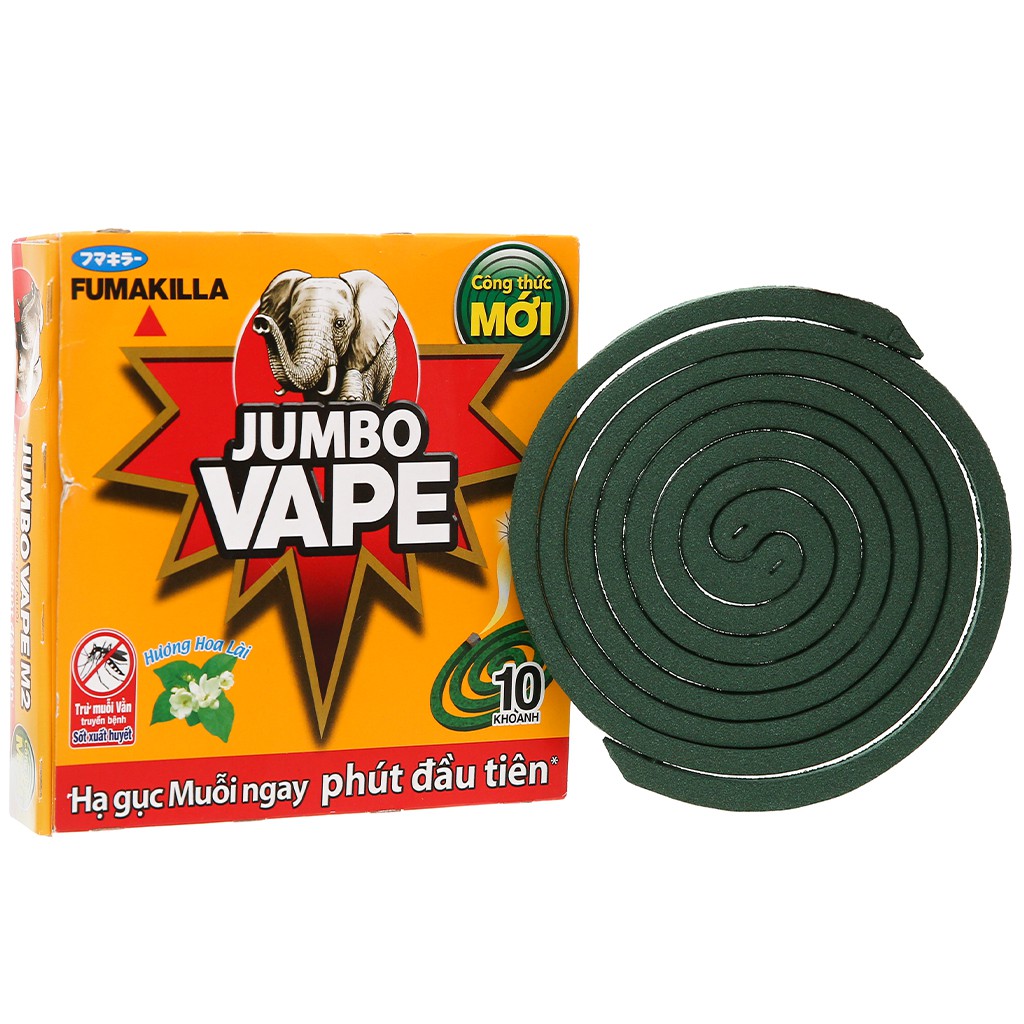 フマキラー
FUMAKILLA
Công thức
MỚI
JUMBO
VAPE
JUMBO VAPE M2
Hương Hoa Lài
Trừ muỗi Vằn
truyền bệnh
Sốt xuất huyết
10
KHOANH
Hạ gục Muỗi ngay phút đầu tiên*